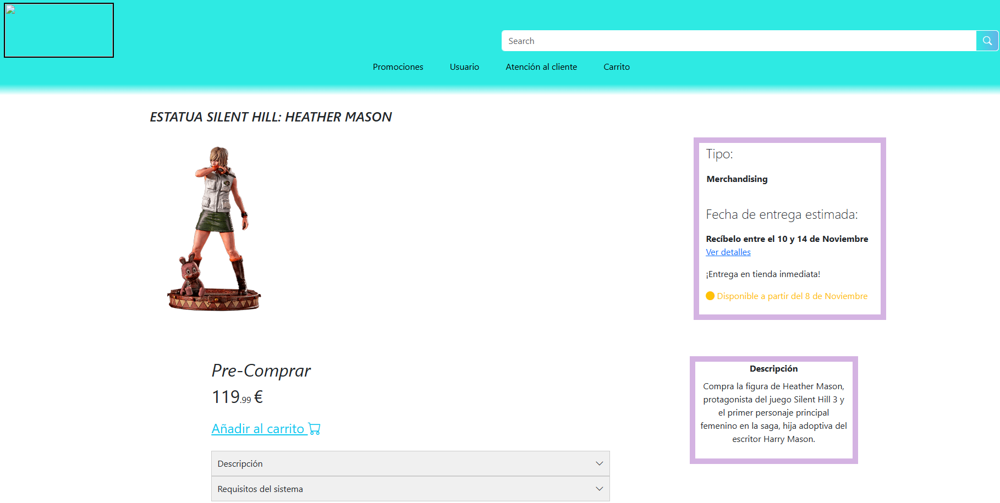 Search
Promociones
Usuario
Atención al cliente
Carrito
ESTATUA SILENT HILL: HEATHER MASON
Tipo:
Merchandising
Fecha de entrega estimada:
Recíbelo entre el 10 y 14 de Noviembre
Ver detalles
¡Entrega en tienda inmediata!
Disponible a partir del 8 de Noviembre
Pre-Comprar
119.99 €
Añadir al carrito
Descripción
Requisitos del sistema
Descripción
Compra la figura de Heather Mason,
protagonista del juego Silent Hill 3 y
el primer personaje principal
femenino en la saga, hija adoptiva del
escritor Harry Mason.